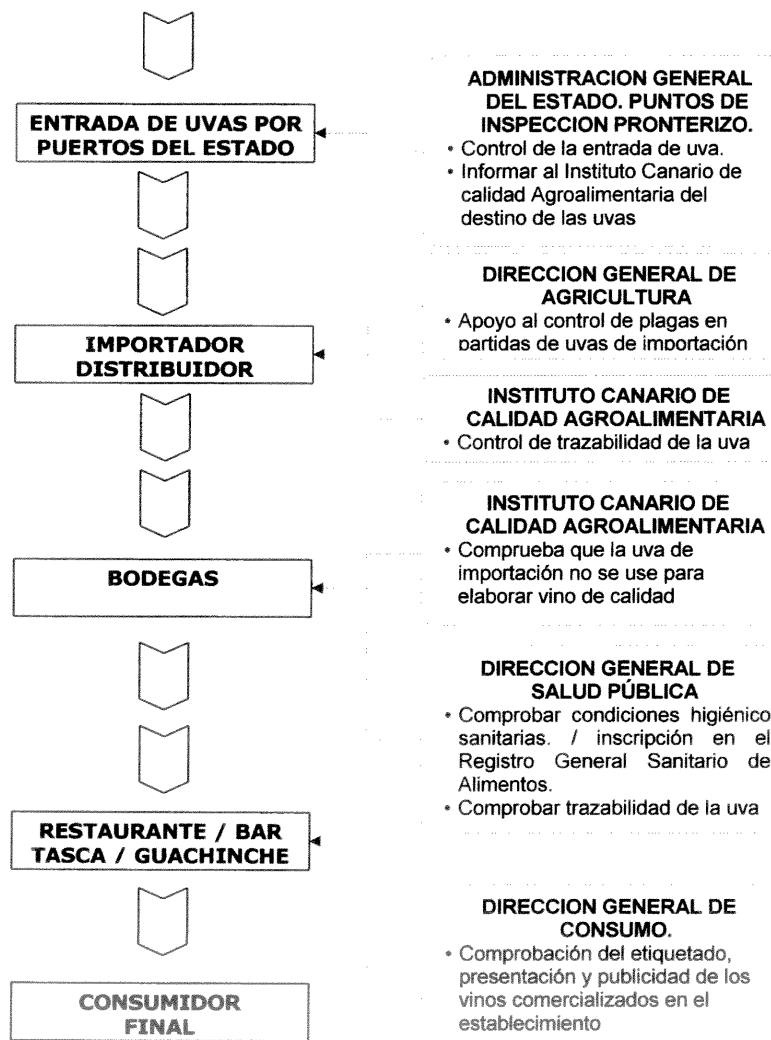 ENTRADA DE UVAS POR
PUERTOS DEL ESTADO
ADMINISTRACION GENERAL
DEL ESTADO. PUNTOS DE
INSPECCION PRONTERIZO.
• Control de la entrada de uva.
• Informar al Instituto Canario de
calidad Agroalimentaria del
destino de las uvas
DIRECCION GENERAL DE
AGRICULTURA
• Apoyo al control de plagas en
partidas de uvas de importación
IMPORTADOR
DISTRIBUIDOR
INSTITUTO CANARIO DE
CALIDAD AGROALIMENTARIA
• Control de trazabilidad de la uva
INSTITUTO CANARIO DE
CALIDAD AGROALIMENTARIA
• Comprueba que la uva de
importación no se use para
elaborar vino de calidad
BODEGAS
DIRECCION GENERAL DE
SALUD PÚBLICA
• Comprobar condiciones higiénico
sanitarias. / inscripción en el
Registro General Sanitario de
Alimentos.
• Comprobar trazabilidad de la uva
RESTAURANTE / BAR
TASCA / GUACHINCHE
DIRECCION GENERAL DE
CONSUMO.
• Comprobación del etiquetado,
presentación y publicidad de los
vinos comercializados en el
establecimiento
CONSUMIDOR
FINAL